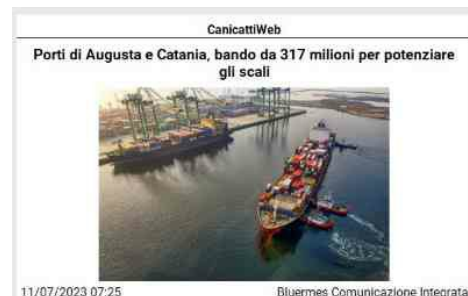 CanicattiWeb
Porti di Augusta e Catania, bando da 317 milioni per potenziare
gli scali
11/07/2023 07:25
Bluermes Comunicazione Integrata